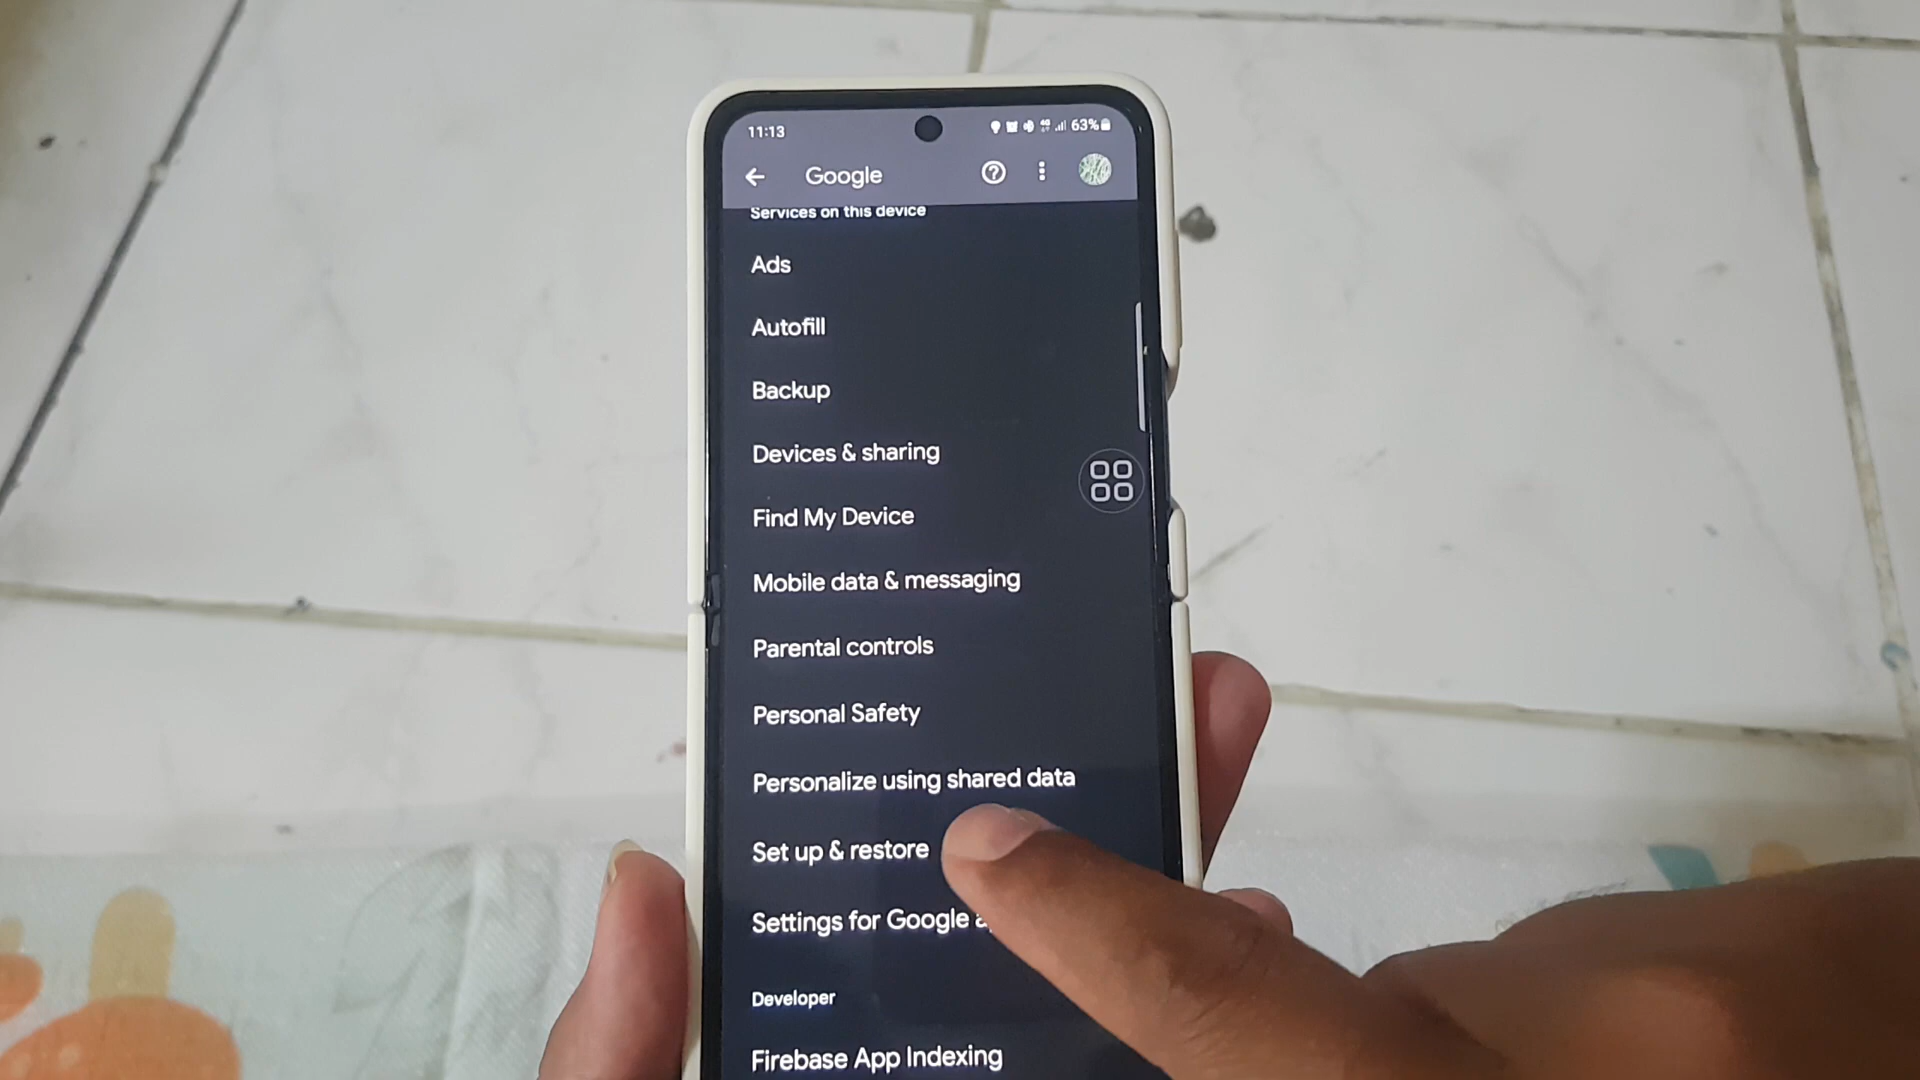 11:13
63%
Google
Services on this device
Ads
Autofill
Backup
Devices & sharing
Find My Device
Mobile data & messaging
Parental controls
Personal Safety
Personalize using shared data
Set up & restore
Settings for Google
Developer
Firebase App Indexing